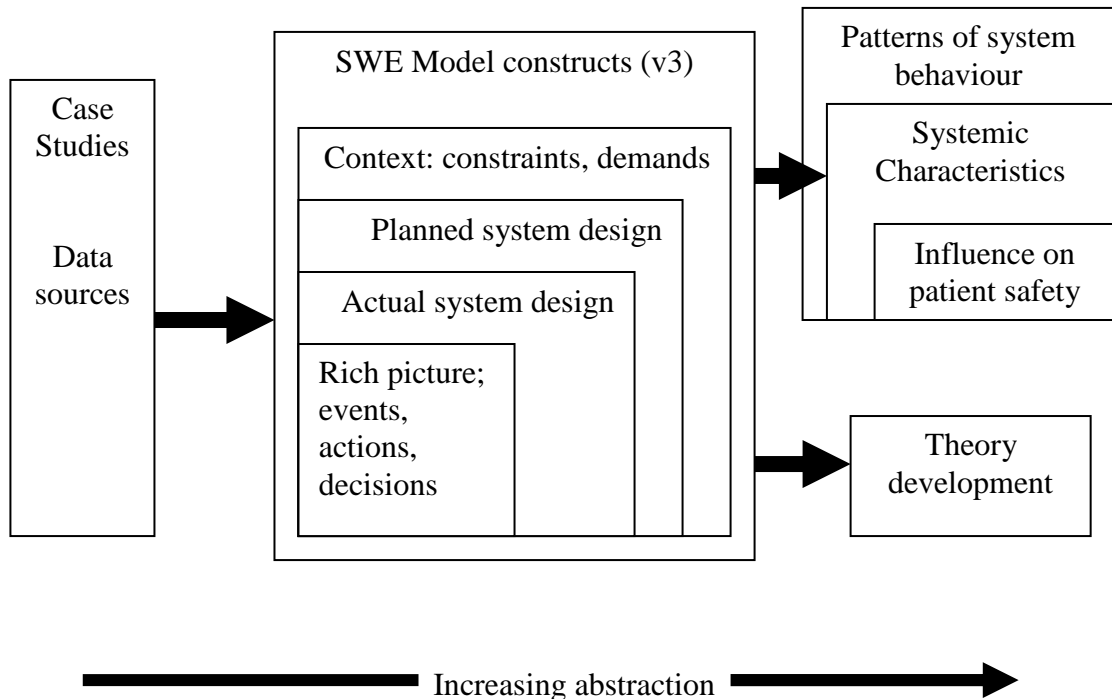 Case
Studies
Data
sources
SWE Model constructs (v3)
Context: constraints, demands
Planned system design
Actual system design
Rich picture;
events,
actions,
decisions
Patterns of system
behaviour
Systemic
Characteristics
Influence on
patient safety
Theory
development
Increasing abstraction